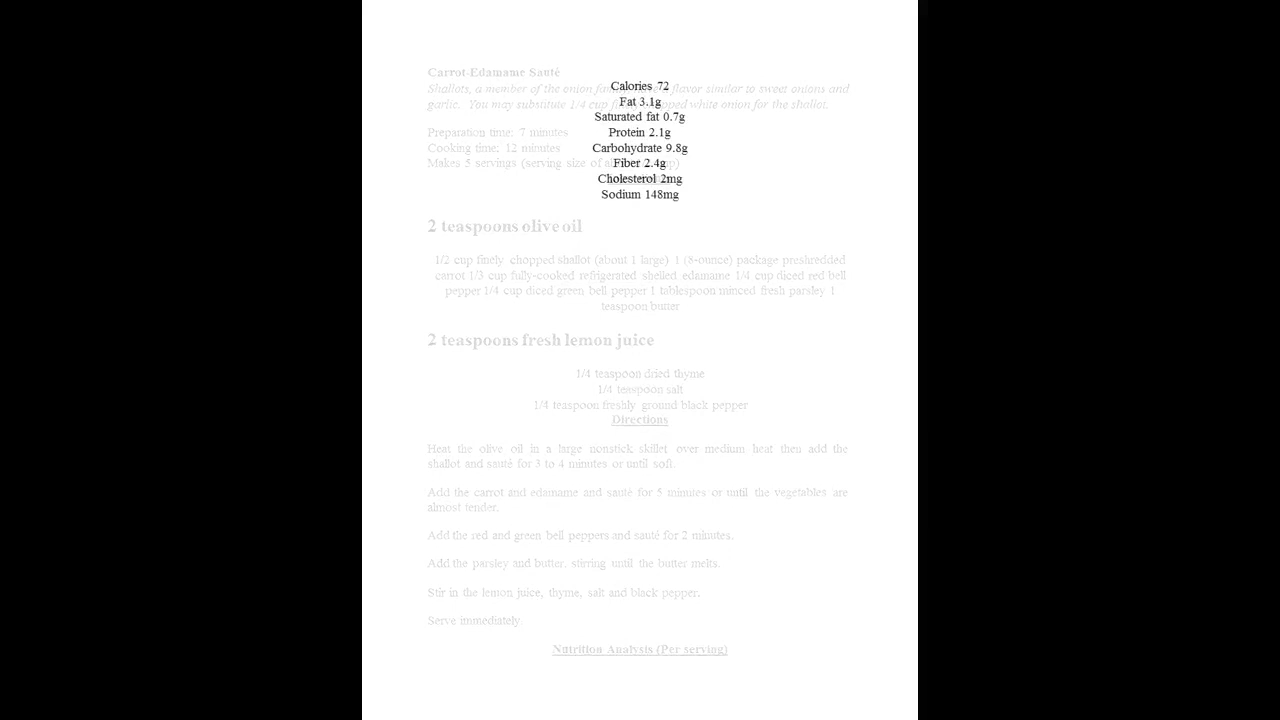 Carrot-Edamame Sauté
Shallots, a member of the onion flavor similar to sweet onions and
garlic. You may substitute 1/4 cup white onion for the shallot.
Preparation time: 7 minutes
Cooking time: 12 minutes
Makes 5 servings (serving size of
Calories 72
Fat 3.1g
Saturated fat 0.7g
Protein 2.1g
Carbohydrate 9.8g
Fiber 2.4g
Cholesterol 2mg
Sodium 148mg
2 teaspoons olive oil
1/2 cup finely chopped shallot (about 1 large) 1 (8-ounce) package preshredded
carrot 1/3 cup fully-cooked refrigerated shelled edamame 1/4 cup diced red bell
pepper 1/4 cup diced green bell pepper 1 tablespoon minced fresh parsley 1
teaspoon butter
2 teaspoons fresh lemon juice
1/4 teaspoon dried thyme
1/4 teaspoon salt
1/4 teaspoon freshly ground black pepper
Directions
Heat the olive oil in a large nonstick skillet over medium heat then add the
shallot and sauté for 3 to 4 minutes or until soft.
Add the carrot and edamame and sauté for 5 minutes or until the vegetables are
almost tender.
Add the red and green bell peppers and sauté for 2 minutes.
Add the parsley and butter, stirring until the butter melts.
Stir in the lemon juice, thyme, salt and black pepper.
Serve immediately.
Nutrition Analysis (Per serving)